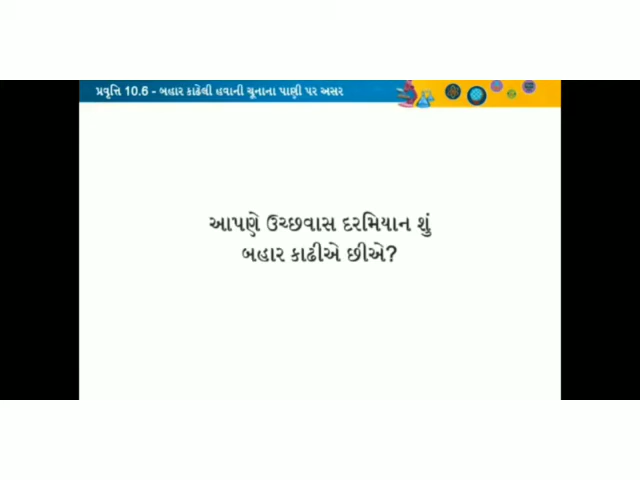 પ્રવૃત્તિ 10.6 - બહાર કાઢેલી હવાની ચૂનાના પાણી પર અસર
આપણે ઉચ્છવાસ દરમિયાન શું
બહાર કાઢીએ છીએ?